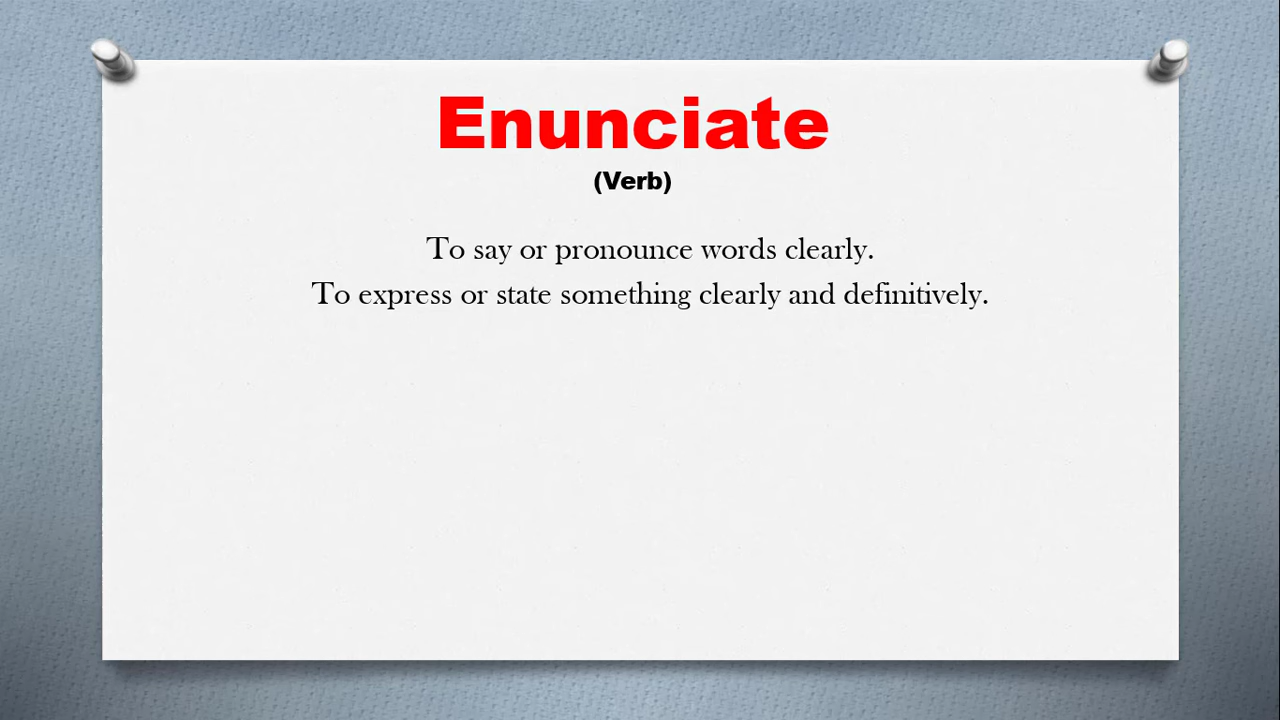 Enunciate
(Verb)
To say or pronounce words clearly.
To express or state something clearly and definitively.